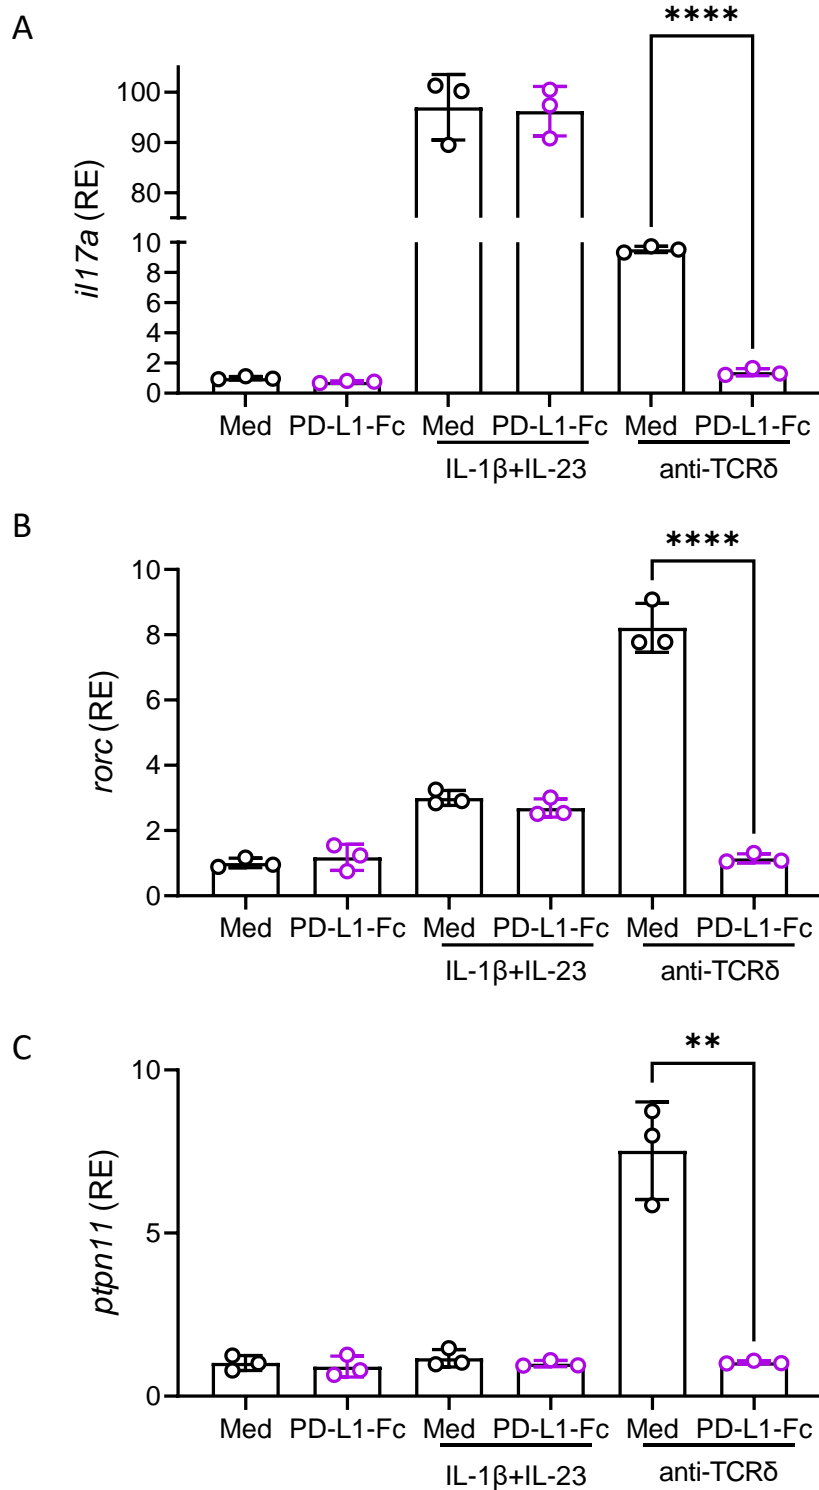 A
****
100
90
80
10
8
6
4
2
0
il17a (RE)
Med PD-L1-Fc Med PD-L1-Fc Med PD-L1-Fc
IL-1β+IL-23 anti-TCRδ
B
****
10
8
6
4
2
0
rorc (RE)
Med PD-L1-Fc Med PD-L1-Fc Med PD-L1-Fc
IL-1β+IL-23 anti-TCRδ
C
**
10
5
0
ptpn11 (RE)
Med PD-L1-Fc Med PD-L1-Fc Med PD-L1-Fc
IL-1β+IL-23 anti-TCRδ